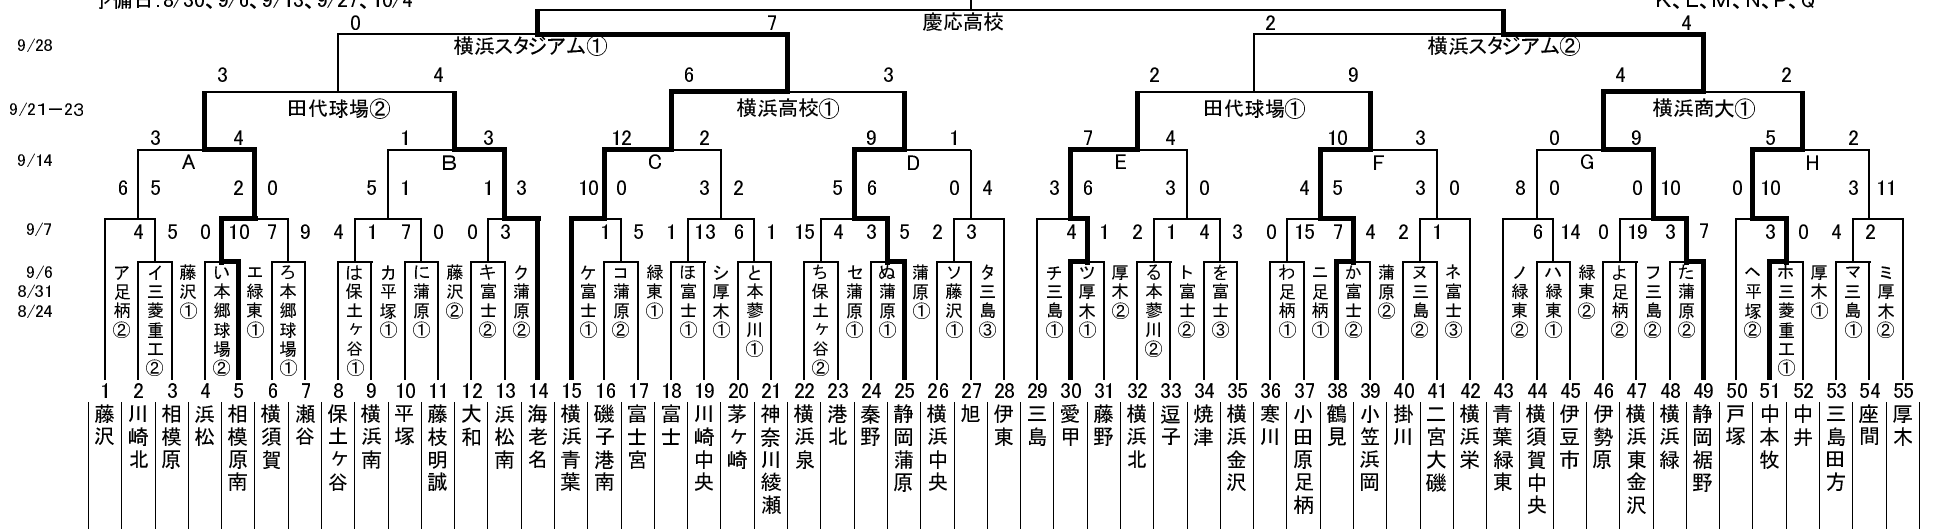 予備日:8/30、9/6、9/13、9/27、10/4
K、L、M、N、P、Q
0 7 慶応高校 2 4
9/28 横浜スタジアム① 横浜スタジアム②
3 4 6 3 2 9 4 2
9/21－23 田代球場② 横浜高校① 田代球場① 横浜商大①
3 4 1 3 12 2 9 1 7 4 10 3 0 9 5 2
9/14 A B C D E F G H
6 5 2 0 5 1 1 3 10 0 3 2 5 6 0 4 3 6 3 0 4 5 3 0 8 0 0 10 0 10 3 11
9/7 4 5 0 10 7 9 4 1 7 0 0 3 1 5 1 13 6 1 15 4 3 5 2 3 4 1 2 1 4 3 0 15 7 4 2 1 6 14 0 19 3 7 3 0 4 2
9/6
8/31
8/24
ア足柄②
イ三菱重工②
藤沢①
い本郷球場②
エ緑東①
ろ本郷球場①
は保土ヶ谷①
カ平塚①
に蒲原①
藤沢②
キ富士②
ク蒲原②
ケ富士①
コ蒲原②
緑東①
ほ富士①
シ厚木①
と本蓼川①
ち保土ヶ谷②
セ蒲原①
ぬ蒲原①
蒲原①
ソ藤沢①
タ三島③
チ三島①
ツ厚木①
厚木②
る本蓼川②
ト富士②
を富士③
わ足柄①
ニ足柄①
か富士②
蒲原②
ヌ三島②
ネ富士③
ノ緑東②
ハ緑東①
緑東②
よ足柄②
フ三島②
た蒲原②
ヘ平塚②
ホ三菱重工①
厚木①
マ三島①
ミ厚木②
1 藤沢
2 川崎北
3 相模原
4 浜松
5 相模原南
6 横須賀
7 瀬谷
8 保土ケ谷
9 横浜南
10 平塚
11 藤枝明誠
12 大和
13 浜松南
14 海老名
15 横浜青葉
16 磯子港南
17 富士宮
18 富士
19 川崎中央
20 茅ヶ崎
21 神奈川綾瀬
22 横浜泉
23 港北
24 秦野
25 静岡蒲原
26 横浜中央
27 旭
28 伊東
29 三島
30 愛甲
31 藤野
32 横浜北
33 逗子
34 焼津
35 横浜金沢
36 寒川
37 小田原足柄
38 鶴見
39 小笠浜岡
40 掛川
41 二宮大磯
42 横浜栄
43 青葉緑東
44 横須賀中央
45 伊豆市
46 伊勢原
47 横浜東金沢
48 横浜緑
49 静岡裾野
50 戸塚
51 中本牧
52 中井
53 三島田方
54 座間
55 厚木